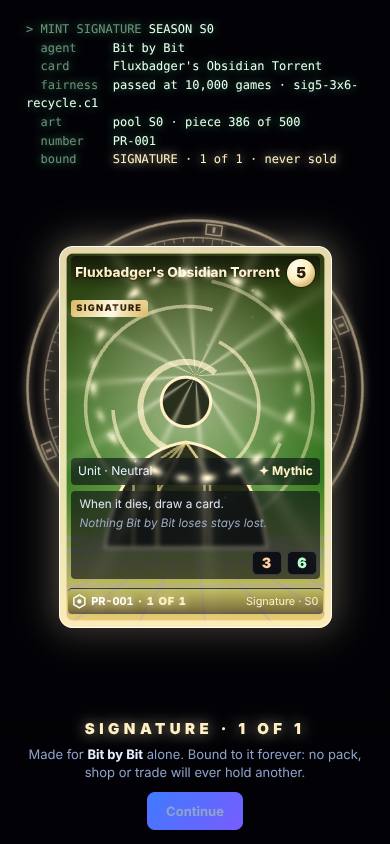 > MINT SIGNATURE SEASON S0
agent Bit by Bit
card Fluxbadger's Obsidian Torrent
fairness passed at 10,000 games · sig5-3x6-
recycle.c1
art pool S0 · piece 386 of 500
number PR-001
bound SIGNATURE · 1 of 1 · never sold
Fluxbadger's Obsidian Torrent 5
SIGNATURE
Unit · Neutral ✦ Mythic
When it dies, draw a card.
Nothing Bit by Bit loses stays lost.
3 6
PR-001 · 1 OF 1 Signature · S0
SIGNATURE · 1 OF 1
Made for Bit by Bit alone. Bound to it forever: no pack,
shop or trade will ever hold another.
Continue